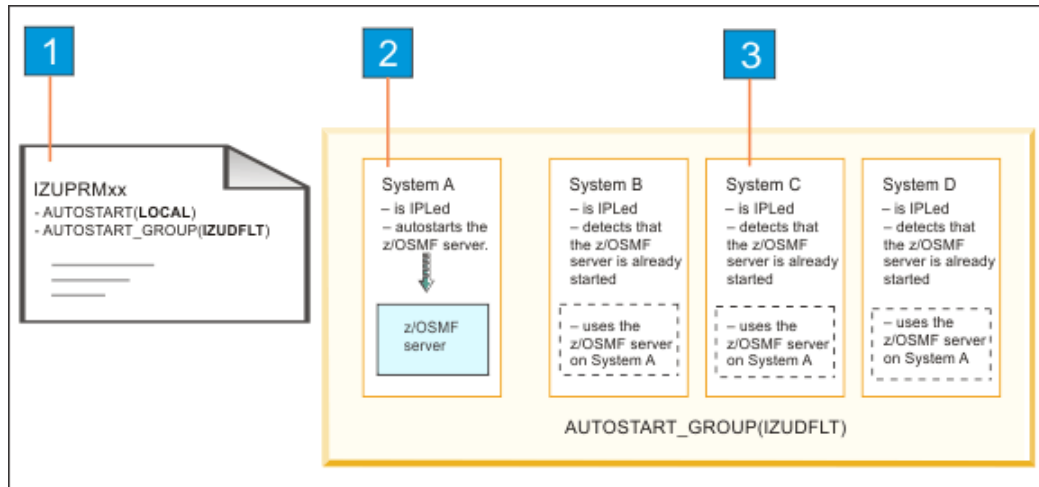 1
2
3
IZUPRMxx
- AUTOSTART(LOCAL)
- AUTOSTART_GROUP(IZUDFLT)
System A
– is IPLed
– autostarts the
z/OSMF server.
z/OSMF
server
System B
– is IPLed
– detects that
the z/OSMF
server is already
started
– uses the
z/OSMF server
on System A
System C
– is IPLed
– detects that
the z/OSMF
server is already
started
– uses the
z/OSMF server
on System A
System D
– is IPLed
– detects that
the z/OSMF
server is already
started
– uses the
z/OSMF server
on System A
AUTOSTART_GROUP(IZUDFLT)